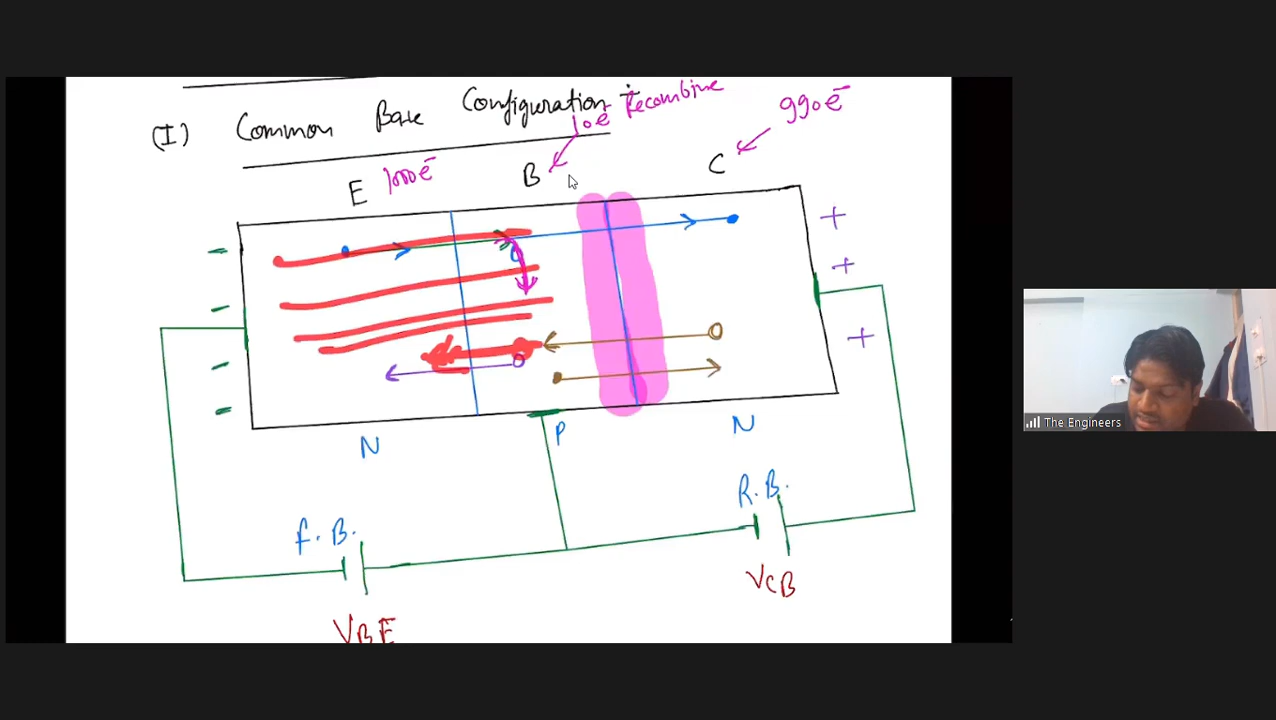 (I) Common Base Configuration :-
10e⁻ Recombine
990e⁻
E 1000e⁻ B C
- +
- +
- +
-
N P N
F.B. R.B.
VBE VCB
The Engineers